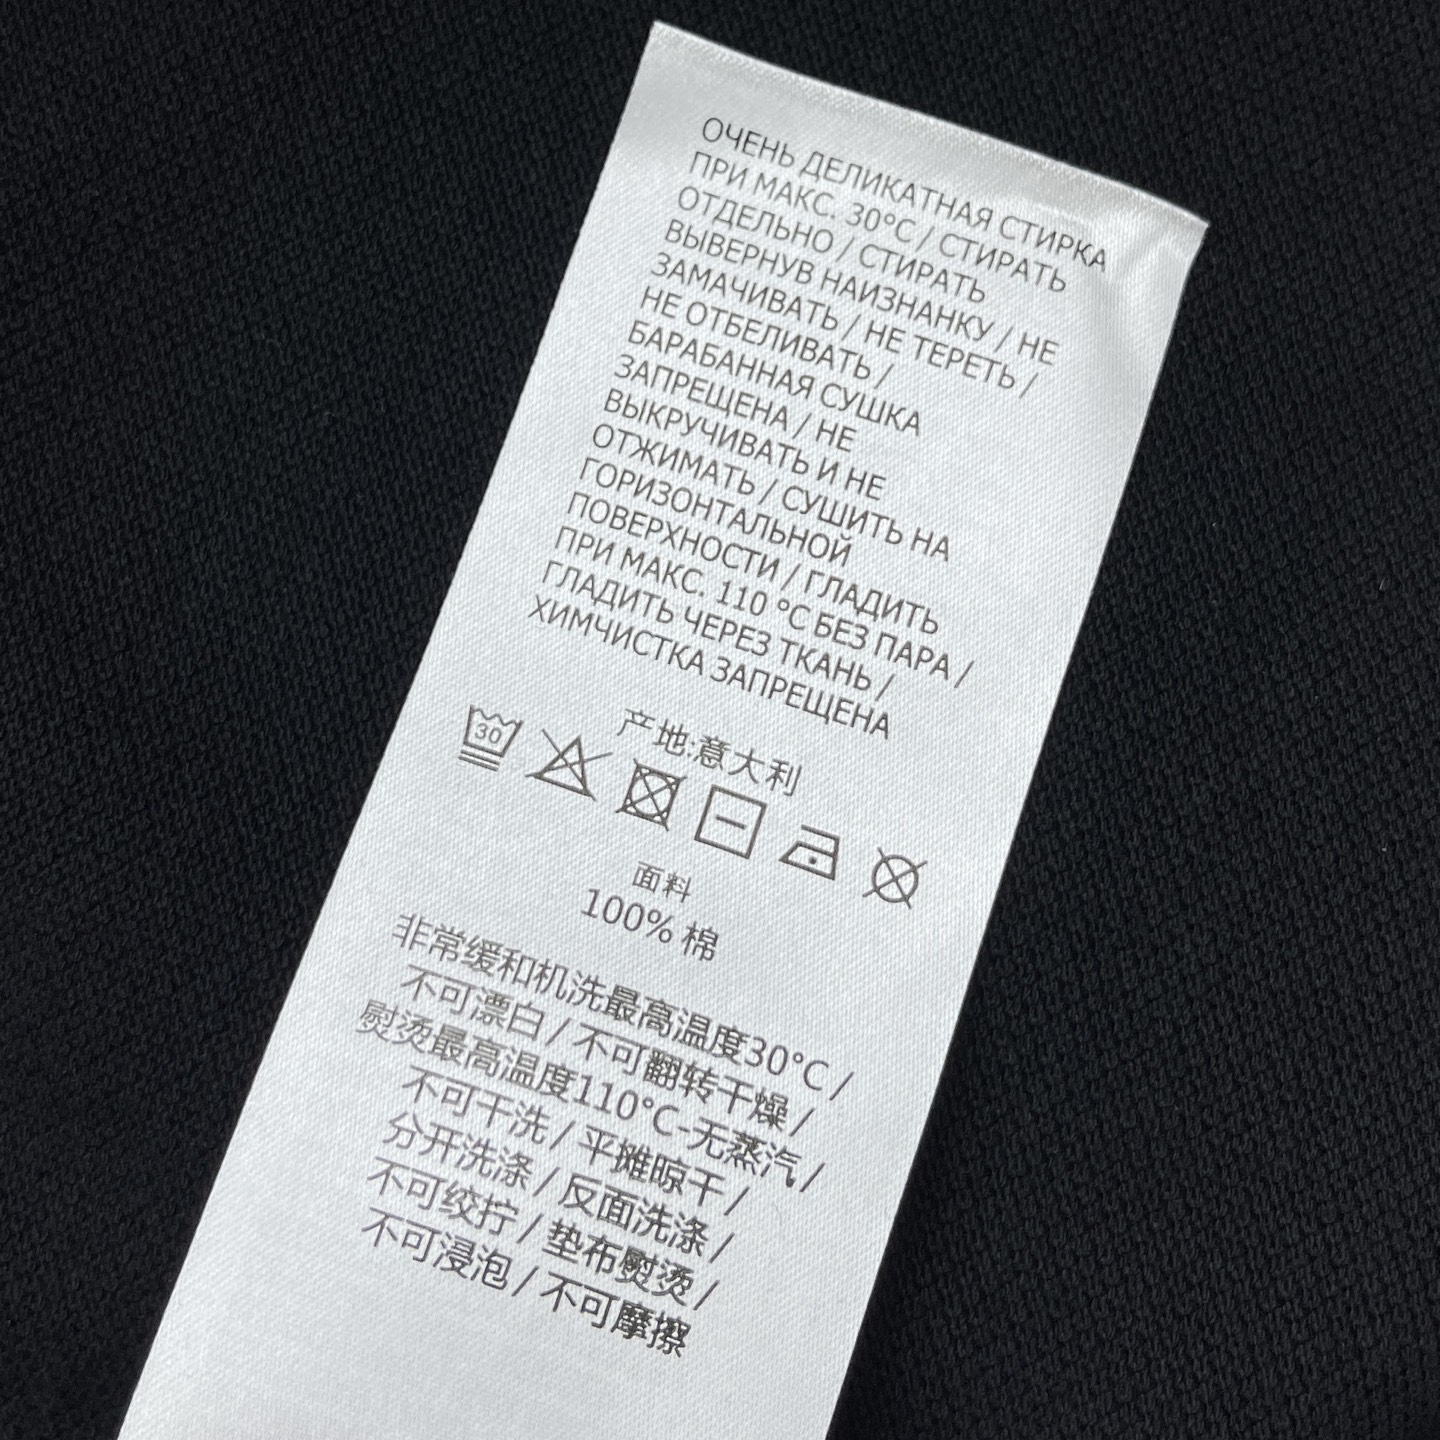 ОЧЕНЬ ДЕЛИКАТНАЯ СТИРКА
ПРИ МАКС. 30°C / СТИРАТЬ
ОТДЕЛЬНО / СТИРАТЬ
ВЫВЕРНУВ НАИЗНАНКУ / НЕ
ЗАМАЧИВАТЬ / НЕ ТЕРЕТЬ /
НЕ ОТБЕЛИВАТЬ /
БАРАБАННАЯ СУШКА
ЗАПРЕЩЕНА / НЕ
ВЫКРУЧИВАТЬ И НЕ
ОТЖИМАТЬ / СУШИТЬ НА
ГОРИЗОНТАЛЬНОЙ
ПОВЕРХНОСТИ / ГЛАДИТЬ
ПРИ МАКС. 110 °C БЕЗ ПАРА /
ГЛАДИТЬ ЧЕРЕЗ ТКАНЬ /
ХИМЧИСТКА ЗАПРЕЩЕНА
产地:意大利
30
面料
100% 棉
非常缓和机洗最高温度30°C /
不可漂白 / 不可翻转干燥 /
熨烫最高温度110°C-无蒸汽 /
不可干洗 / 平摊晾干 /
分开洗涤 / 反面洗涤 /
不可绞拧 / 垫布熨烫 /
不可浸泡 / 不可摩擦